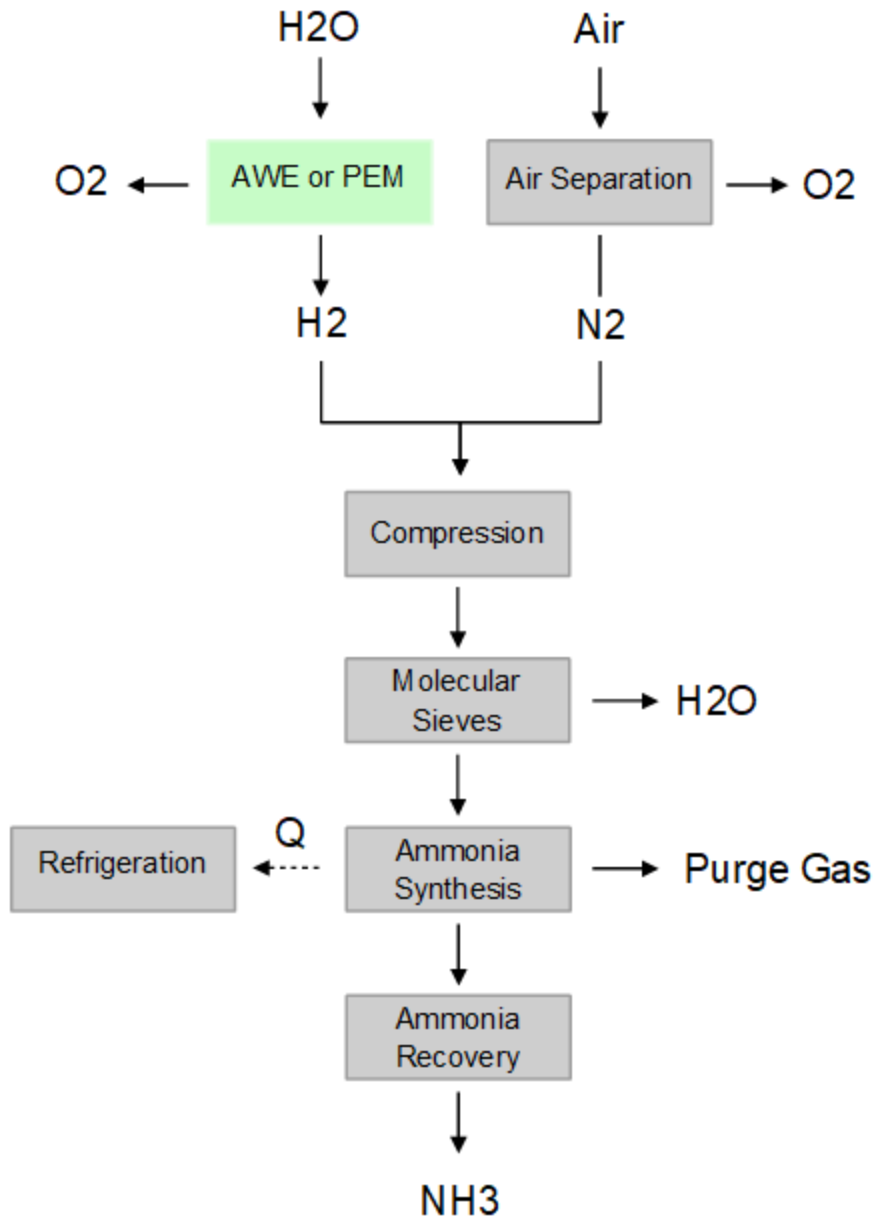 H2O
Air
O2
AWE or PEM
Air Separation
O2
H2
N2
Compression
Molecular
Sieves
H2O
Refrigeration
Q
Ammonia
Synthesis
Purge Gas
Ammonia
Recovery
NH3